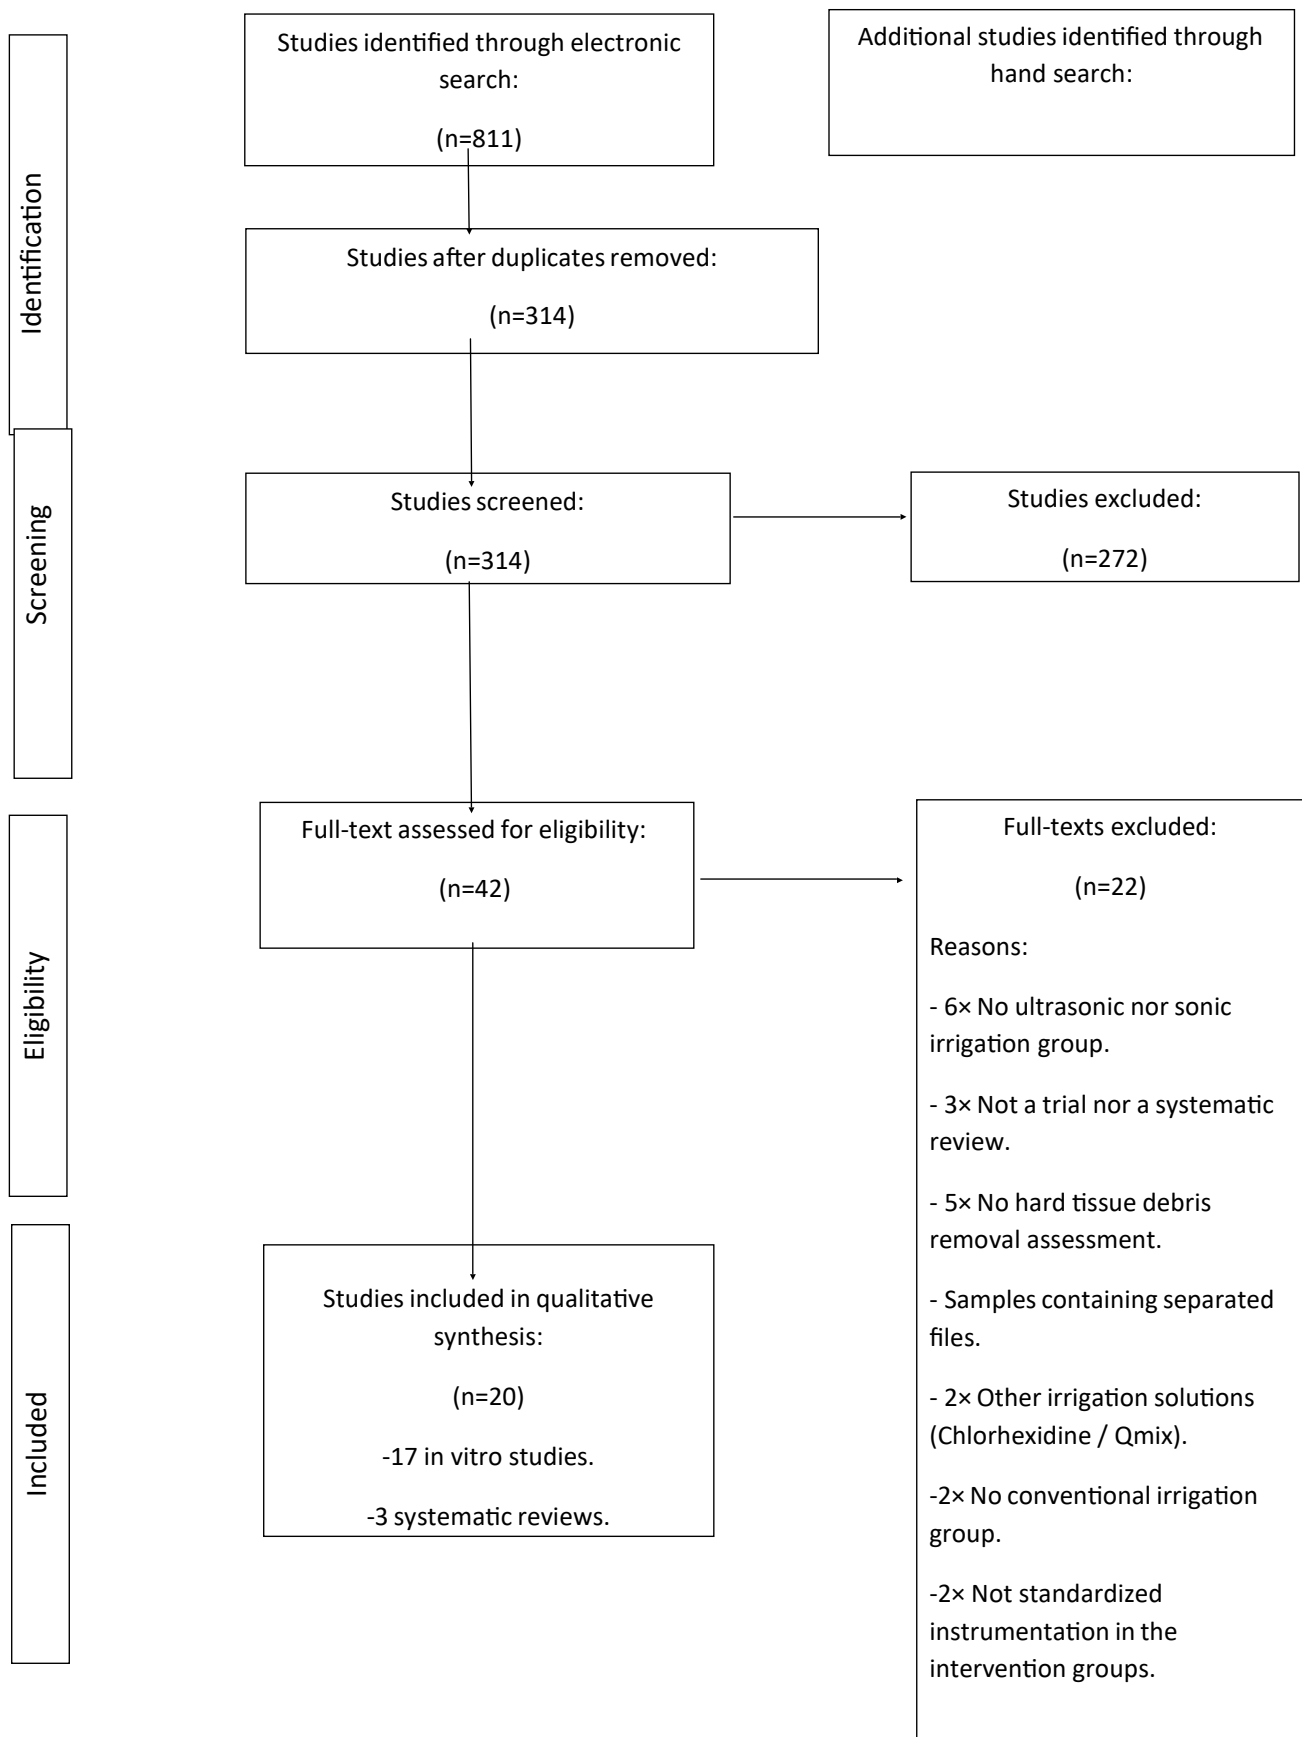 Studies identified through electronic
search:
(n=811)
Additional studies identified through
hand search:
Identification
Studies after duplicates removed:
(n=314)
Screening
Studies screened:
(n=314)
Studies excluded:
(n=272)
Eligibility
Full-text assessed for eligibility:
(n=42)
Full-texts excluded:
(n=22)
Reasons:
- 6× No ultrasonic nor sonic
irrigation group.
- 3× Not a trial nor a systematic
review.
- 5× No hard tissue debris
removal assessment.
- Samples containing separated
files.
- 2× Other irrigation solutions
(Chlorhexidine / Qmix).
-2× No conventional irrigation
group.
-2× Not standardized
instrumentation in the
intervention groups.
Included
Studies included in qualitative
synthesis:
(n=20)
-17 in vitro studies.
-3 systematic reviews.